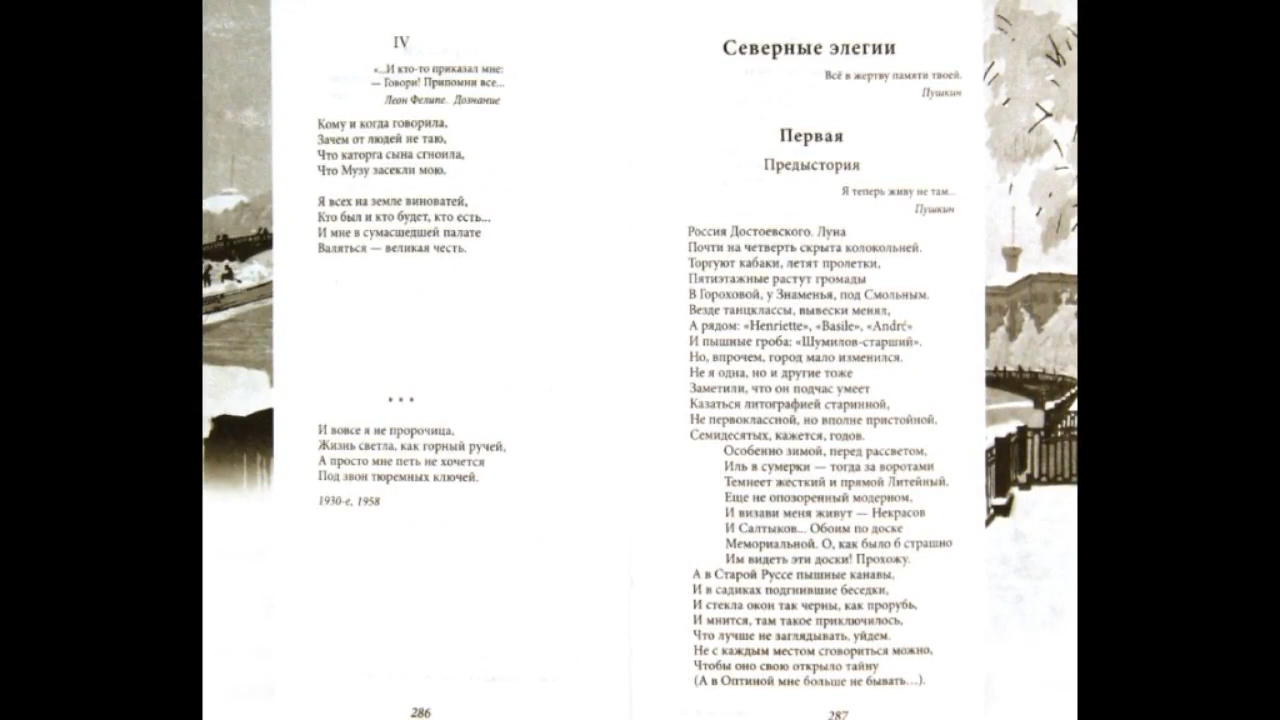 IV
«...И кто-то приказал мне:
— Говори! Припомни все...
Леон Фелипе. Дознание
Кому и когда говорила,
Зачем от людей не таю,
Что каторга сына сгноила,
Что Музу засекли мою.
Я всех на земле виноватей,
Кто был и кто будет, кто есть...
И мне в сумасшедшей палате
Валяться — великая честь.
* * *
И вовсе я не пророчица,
Жизнь светла, как горный ручей,
А просто мне петь не хочется
Под звон тюремных ключей.
1930-е, 1958
286
Северные элегии
Всё в жертву памяти твоей.
Пушкин
Первая
Предыстория
Я теперь живу не там...
Пушкин
Россия Достоевского. Луна
Почти на четверть скрыта колокольней.
Торгуют кабаки, летят пролетки,
Пятиэтажные растут громады
В Гороховой, у Знаменья, под Смольным.
Везде танцклассы, вывески менял,
А рядом: «Henriette», «Basile», «André»
И пышные гроба: «Шумилов-старший».
Но, впрочем, город мало изменился.
Не я одна, но и другие тоже
Заметили, что он подчас умеет
Казаться литографией старинной,
Не первоклассной, но вполне пристойной,
Семидесятых, кажется, годов.
Особенно зимой, перед рассветом,
Иль в сумерки — тогда за воротами
Темнеет жесткий и прямой Литейный,
Еще не опозоренный модерном,
И визави меня живут — Некрасов
И Салтыков... Обоим по доске
Мемориальной. О, как было б страшно
Им видеть эти доски! Прохожу.
А в Старой Руссе пышные канавы,
И в садиках подгнившие беседки,
И стекла окон так черны, как прорубь,
И мнится, там такое приключилось,
Что лучше не заглядывать, уйдем.
Не с каждым местом сговориться можно,
Чтобы оно свою открыло тайну
(А в Оптиной мне больше не бывать...).
287